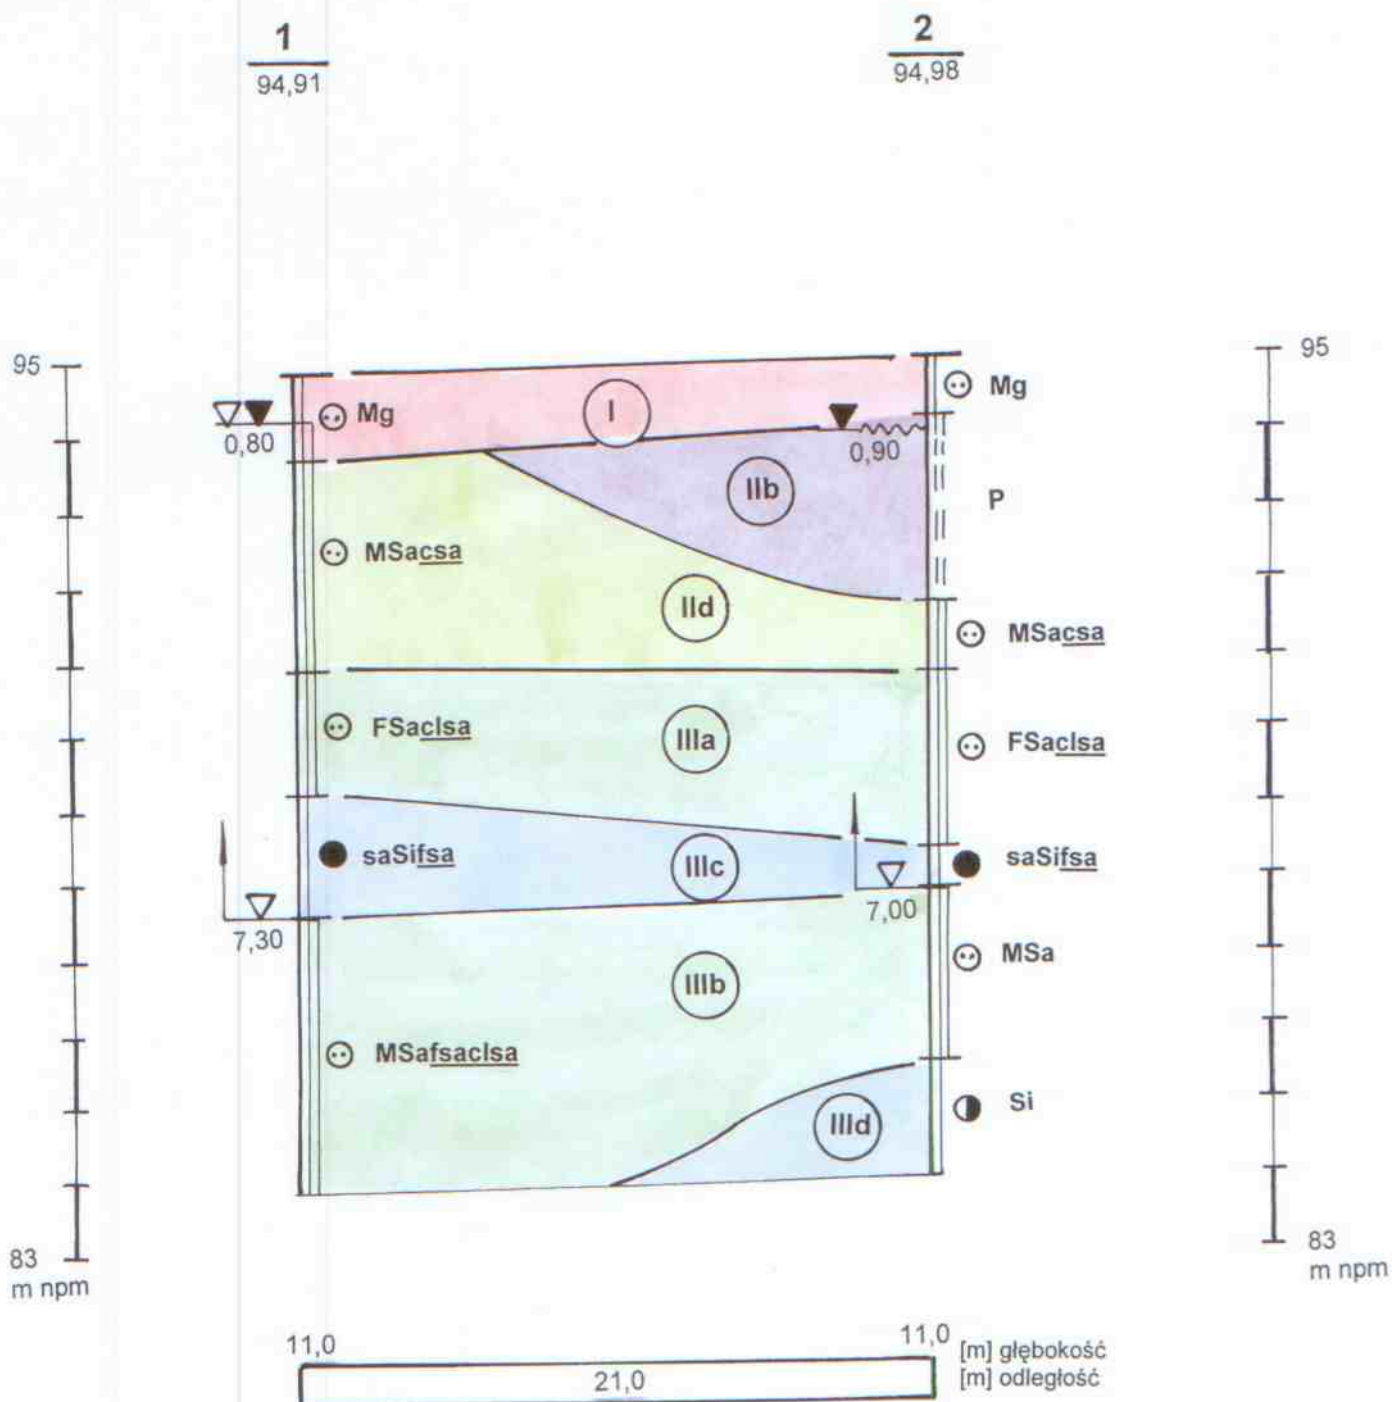 1
94,91
2
94,98
95
95
Mg
I
Mg
0,80
0,90
IIb
P
MSacsa
IId
MSacsa
FSaclsa
IIIa
FSaclsa
saSifsa
IIIc
saSifsa
7,30
7,00
MSa
IIIb
MSafsaclsa
Si
IIId
83
m npm
83
m npm
11,0
11,0
[m] głębokość
21,0
[m] odległość